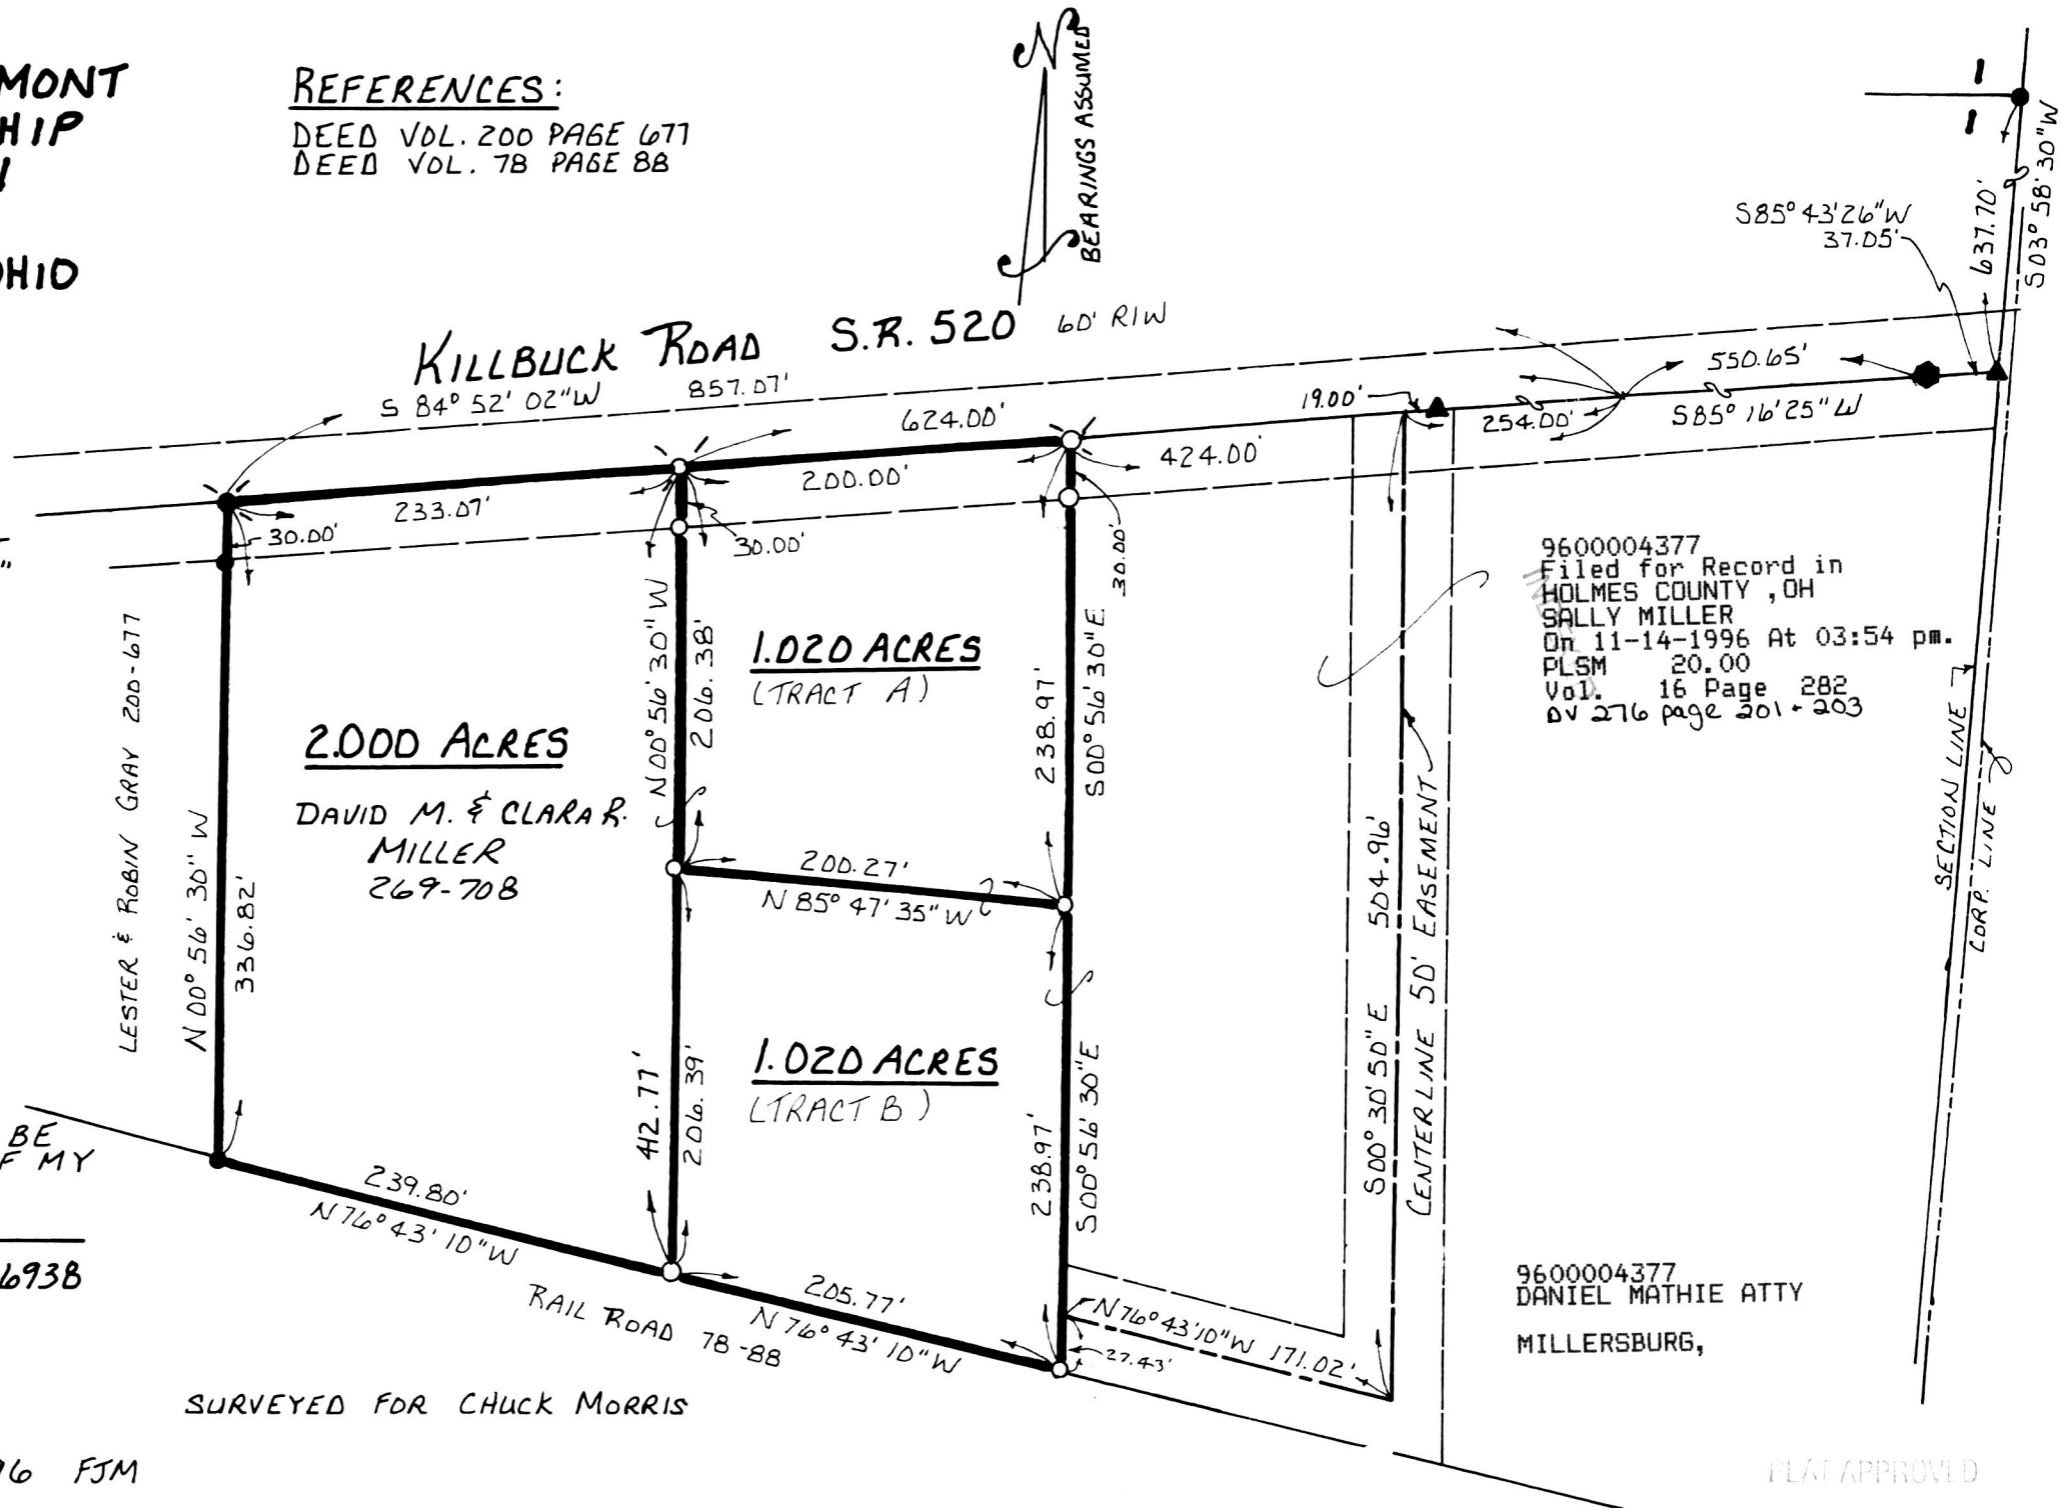 MONT
HIP
OHIO
REFERENCES:
DEED VOL. 200 PAGE 677
DEED VOL. 78 PAGE 88
N
BEARINGS ASSUMED
KILLBUCK ROAD S.R. 520 60' R/W
S 84° 52' 02" W 857.07'
624.00'
233.07'
200.00'
424.00'
19.00'
254.00'
550.65'
S85° 16' 25" W
S85° 43' 26" W
37.05'
637.70'
S03° 58' 30" W
1
1
30.00'
30.00'
30.00'
LESTER & ROBIN GRAY 200-677
N 00° 56' 30" W
336.82'
2.000 ACRES
DAVID M. & CLARA R.
MILLER
269-708
N 00° 56' 30" W
206.38'
1.020 ACRES
(TRACT A)
238.97'
S00° 56' 30" E
200.27'
N 85° 47' 35" W
412.77'
206.39'
1.020 ACRES
(TRACT B)
238.97'
S00° 56' 30" E
S00° 30' 50" E 504.96'
CENTERLINE 50' EASEMENT
239.80'
N 76° 43' 10" W
RAIL ROAD 78-88
205.77'
N 76° 43' 10" W
N 76° 43' 10" W 171.02'
27.43'
SECTION LINE
CORP. LINE
9600004377
Filed for Record in
HOLMES COUNTY ,OH
SALLY MILLER
On 11-14-1996 At 03:54 pm.
PLSM 20.00
Vol. 16 Page 282
DV 276 page 201 + 203
9600004377
DANIEL MATHIE ATTY
MILLERSBURG,
BE
F MY
6938
SURVEYED FOR CHUCK MORRIS
96 FJM
PLAT APPROVED